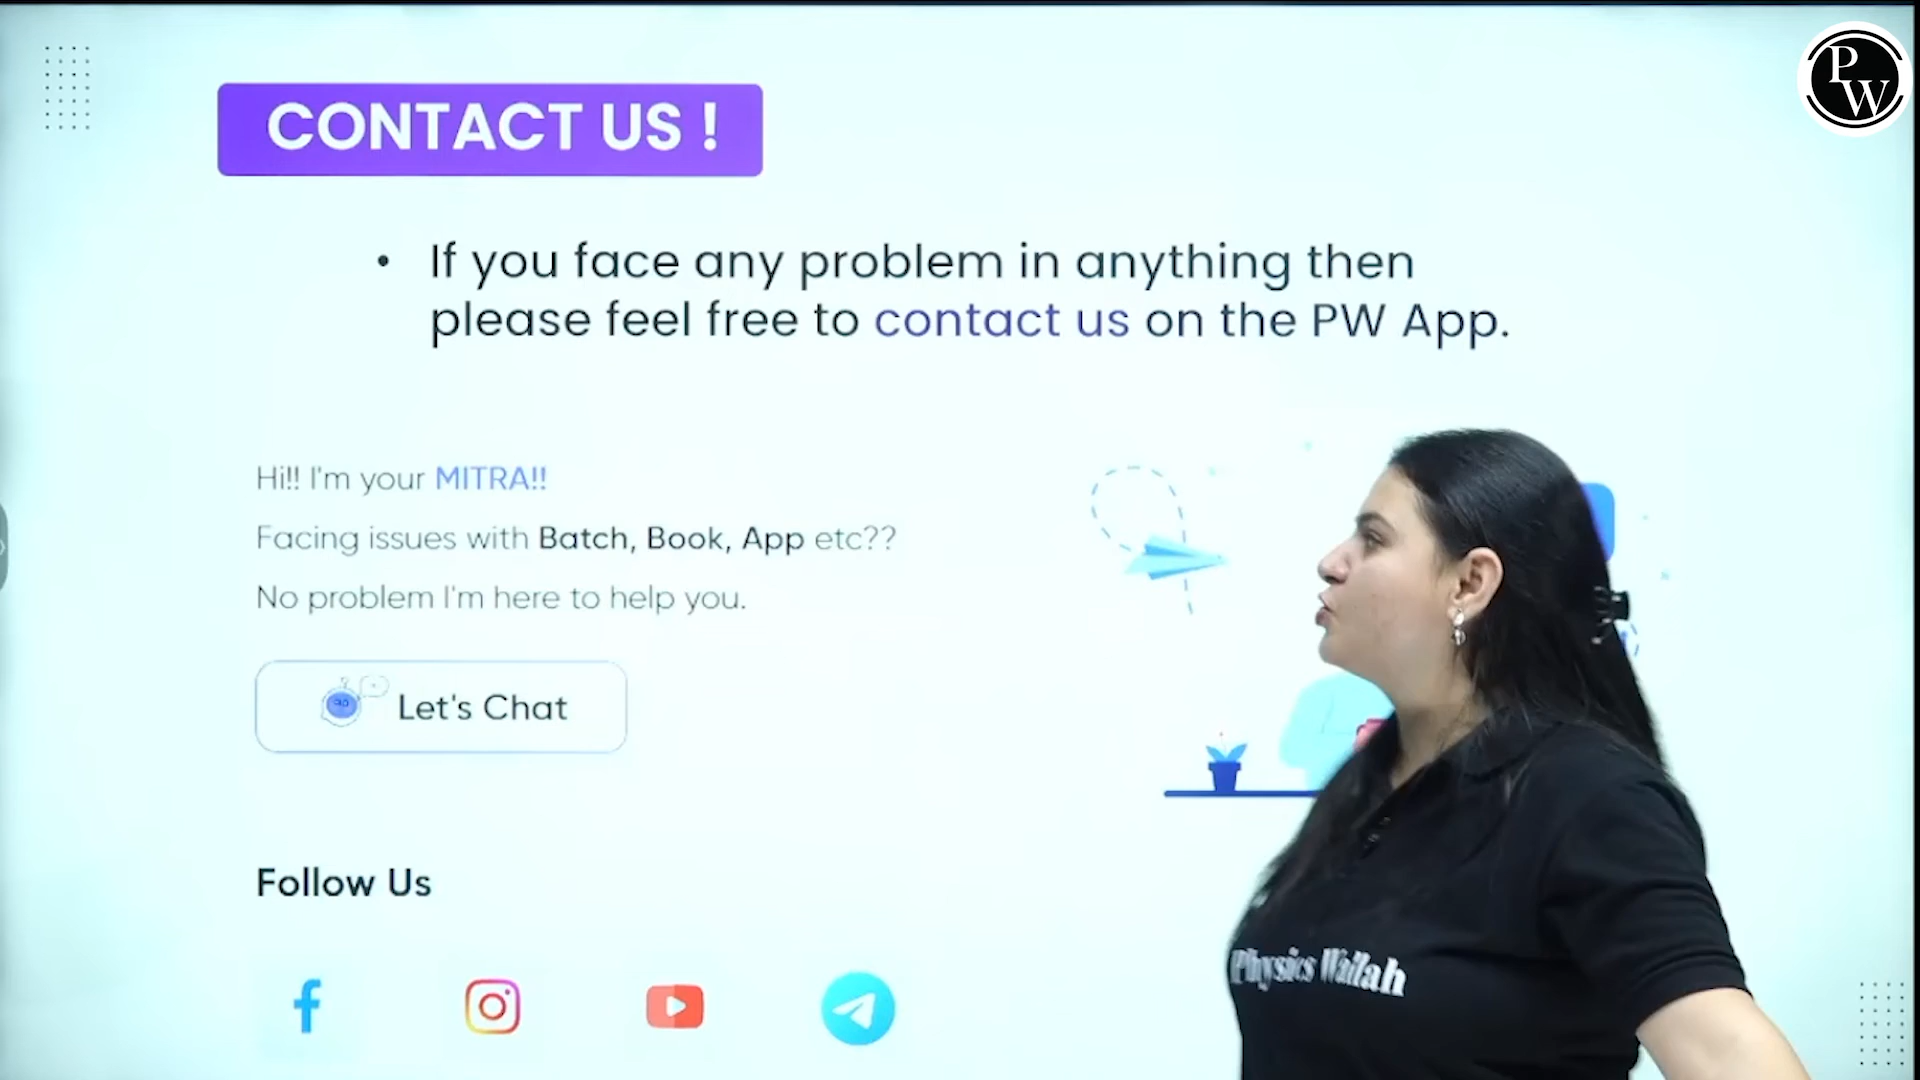 PW
CONTACT US !
• If you face any problem in anything then
please feel free to contact us on the PW App.
Hi!! I'm your MITRA!!
Facing issues with Batch, Book, App etc??
No problem I'm here to help you.
Let's Chat
Follow Us
Physics Wallah